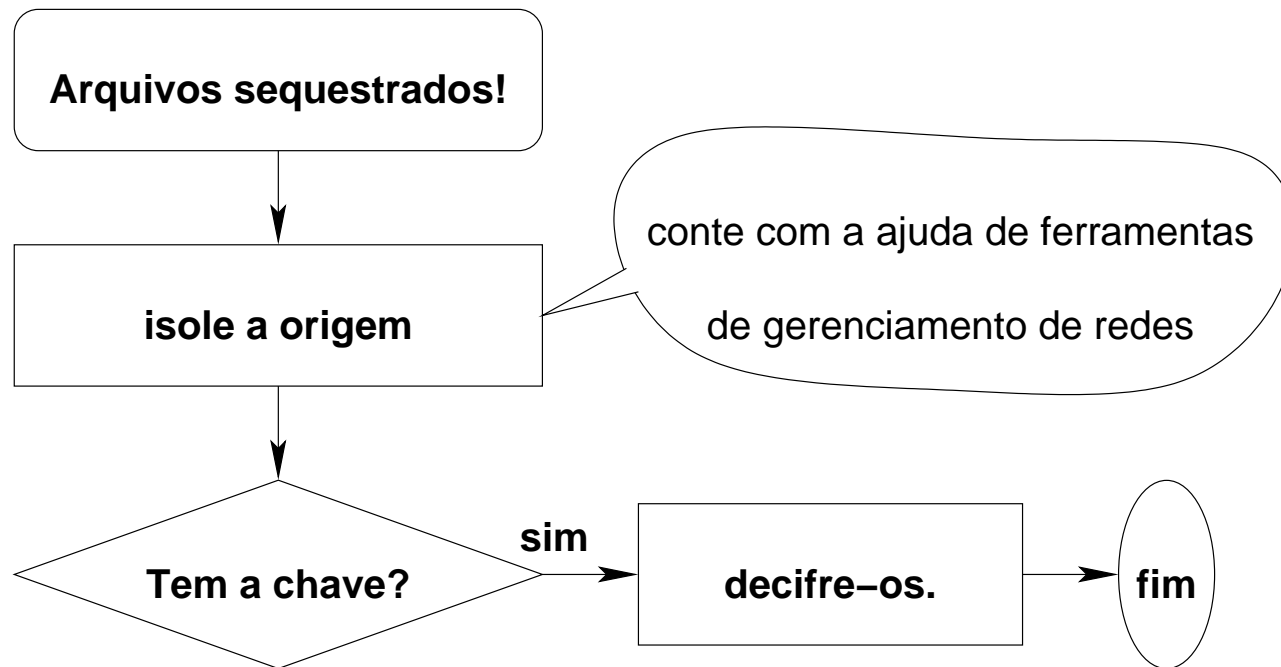 Arquivos sequestrados!
isole a origem
conte com a ajuda de ferramentas
de gerenciamento de redes
Tem a chave?
sim
decifre–os.
fim